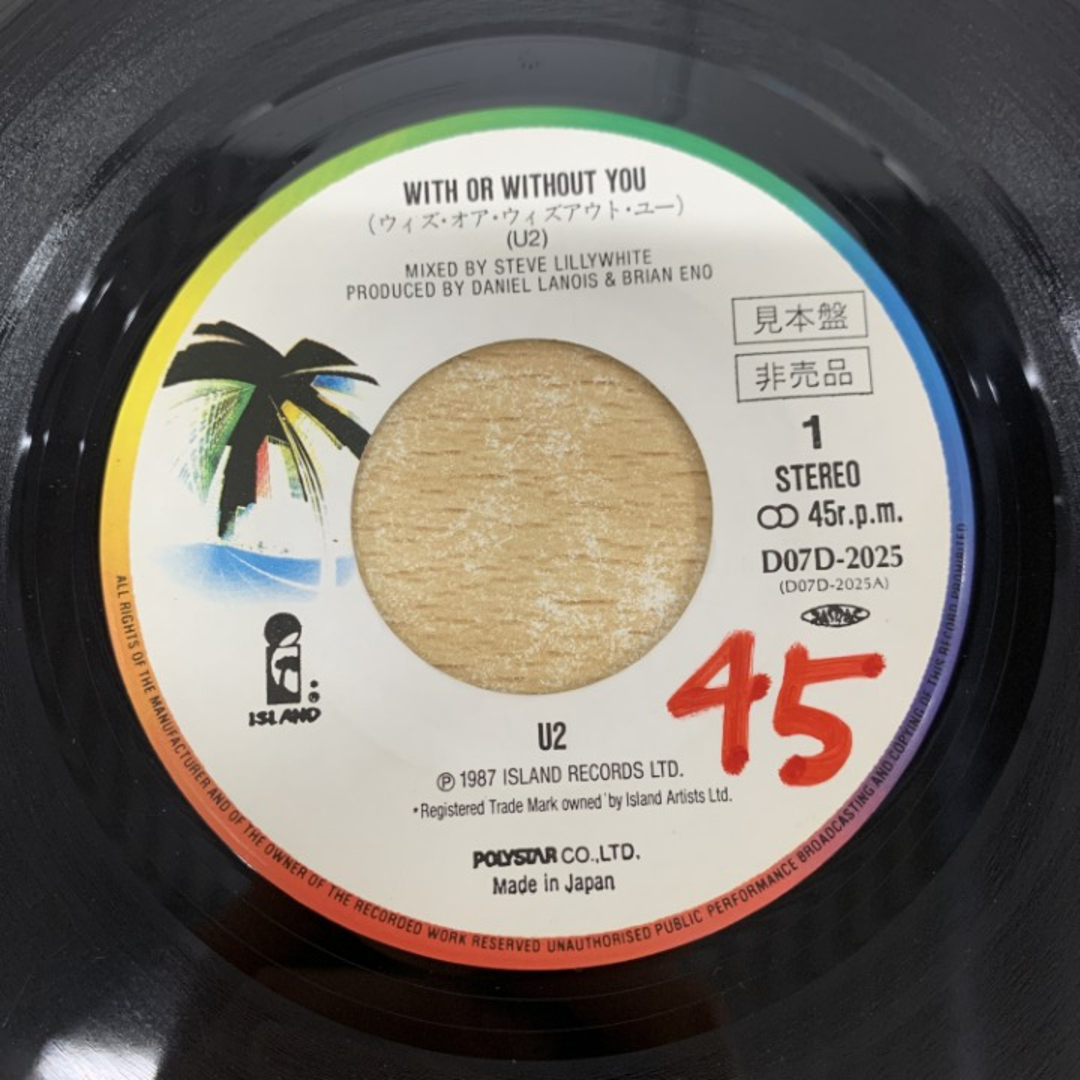 WITH OR WITHOUT YOU
(ウィズ・オア・ウィズアウト・ユー)
(U2)
MIXED BY STEVE LILLYWHITE
PRODUCED BY DANIEL LANOIS & BRIAN ENO
見本盤
非売品
1
STEREO
45r.p.m.
D07D-2025
(D07D-2025A)
JASRAC
45
ISLAND
U2
Ⓟ 1987 ISLAND RECORDS LTD.
•Registered Trade Mark owned by Island Artists Ltd.
POLYSTAR CO.,LTD.
Made in Japan
ALL RIGHTS OF THE MANUFACTURER AND OF THE OWNER OF THE RECORDED WORK RESERVED UNAUTHORISED PUBLIC PERFORMANCE BROADCASTING AND COPYING OF THIS RECORD PROHIBITED